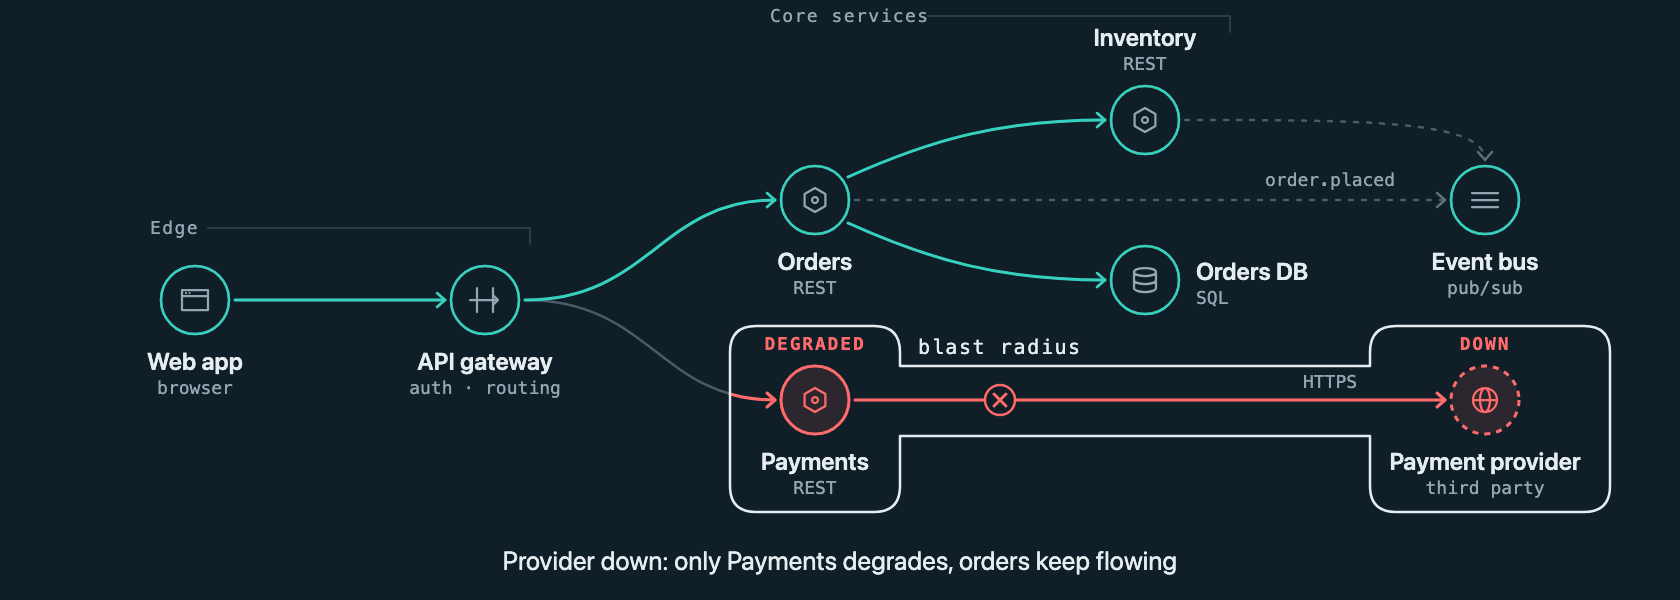 Core services
Inventory
REST
order.placed
Edge
Orders
REST
Orders DB
SQL
Event bus
pub/sub
Web app
browser
API gateway
auth · routing
DEGRADED
blast radius
DOWN
HTTPS
Payments
REST
Payment provider
third party
Provider down: only Payments degrades, orders keep flowing